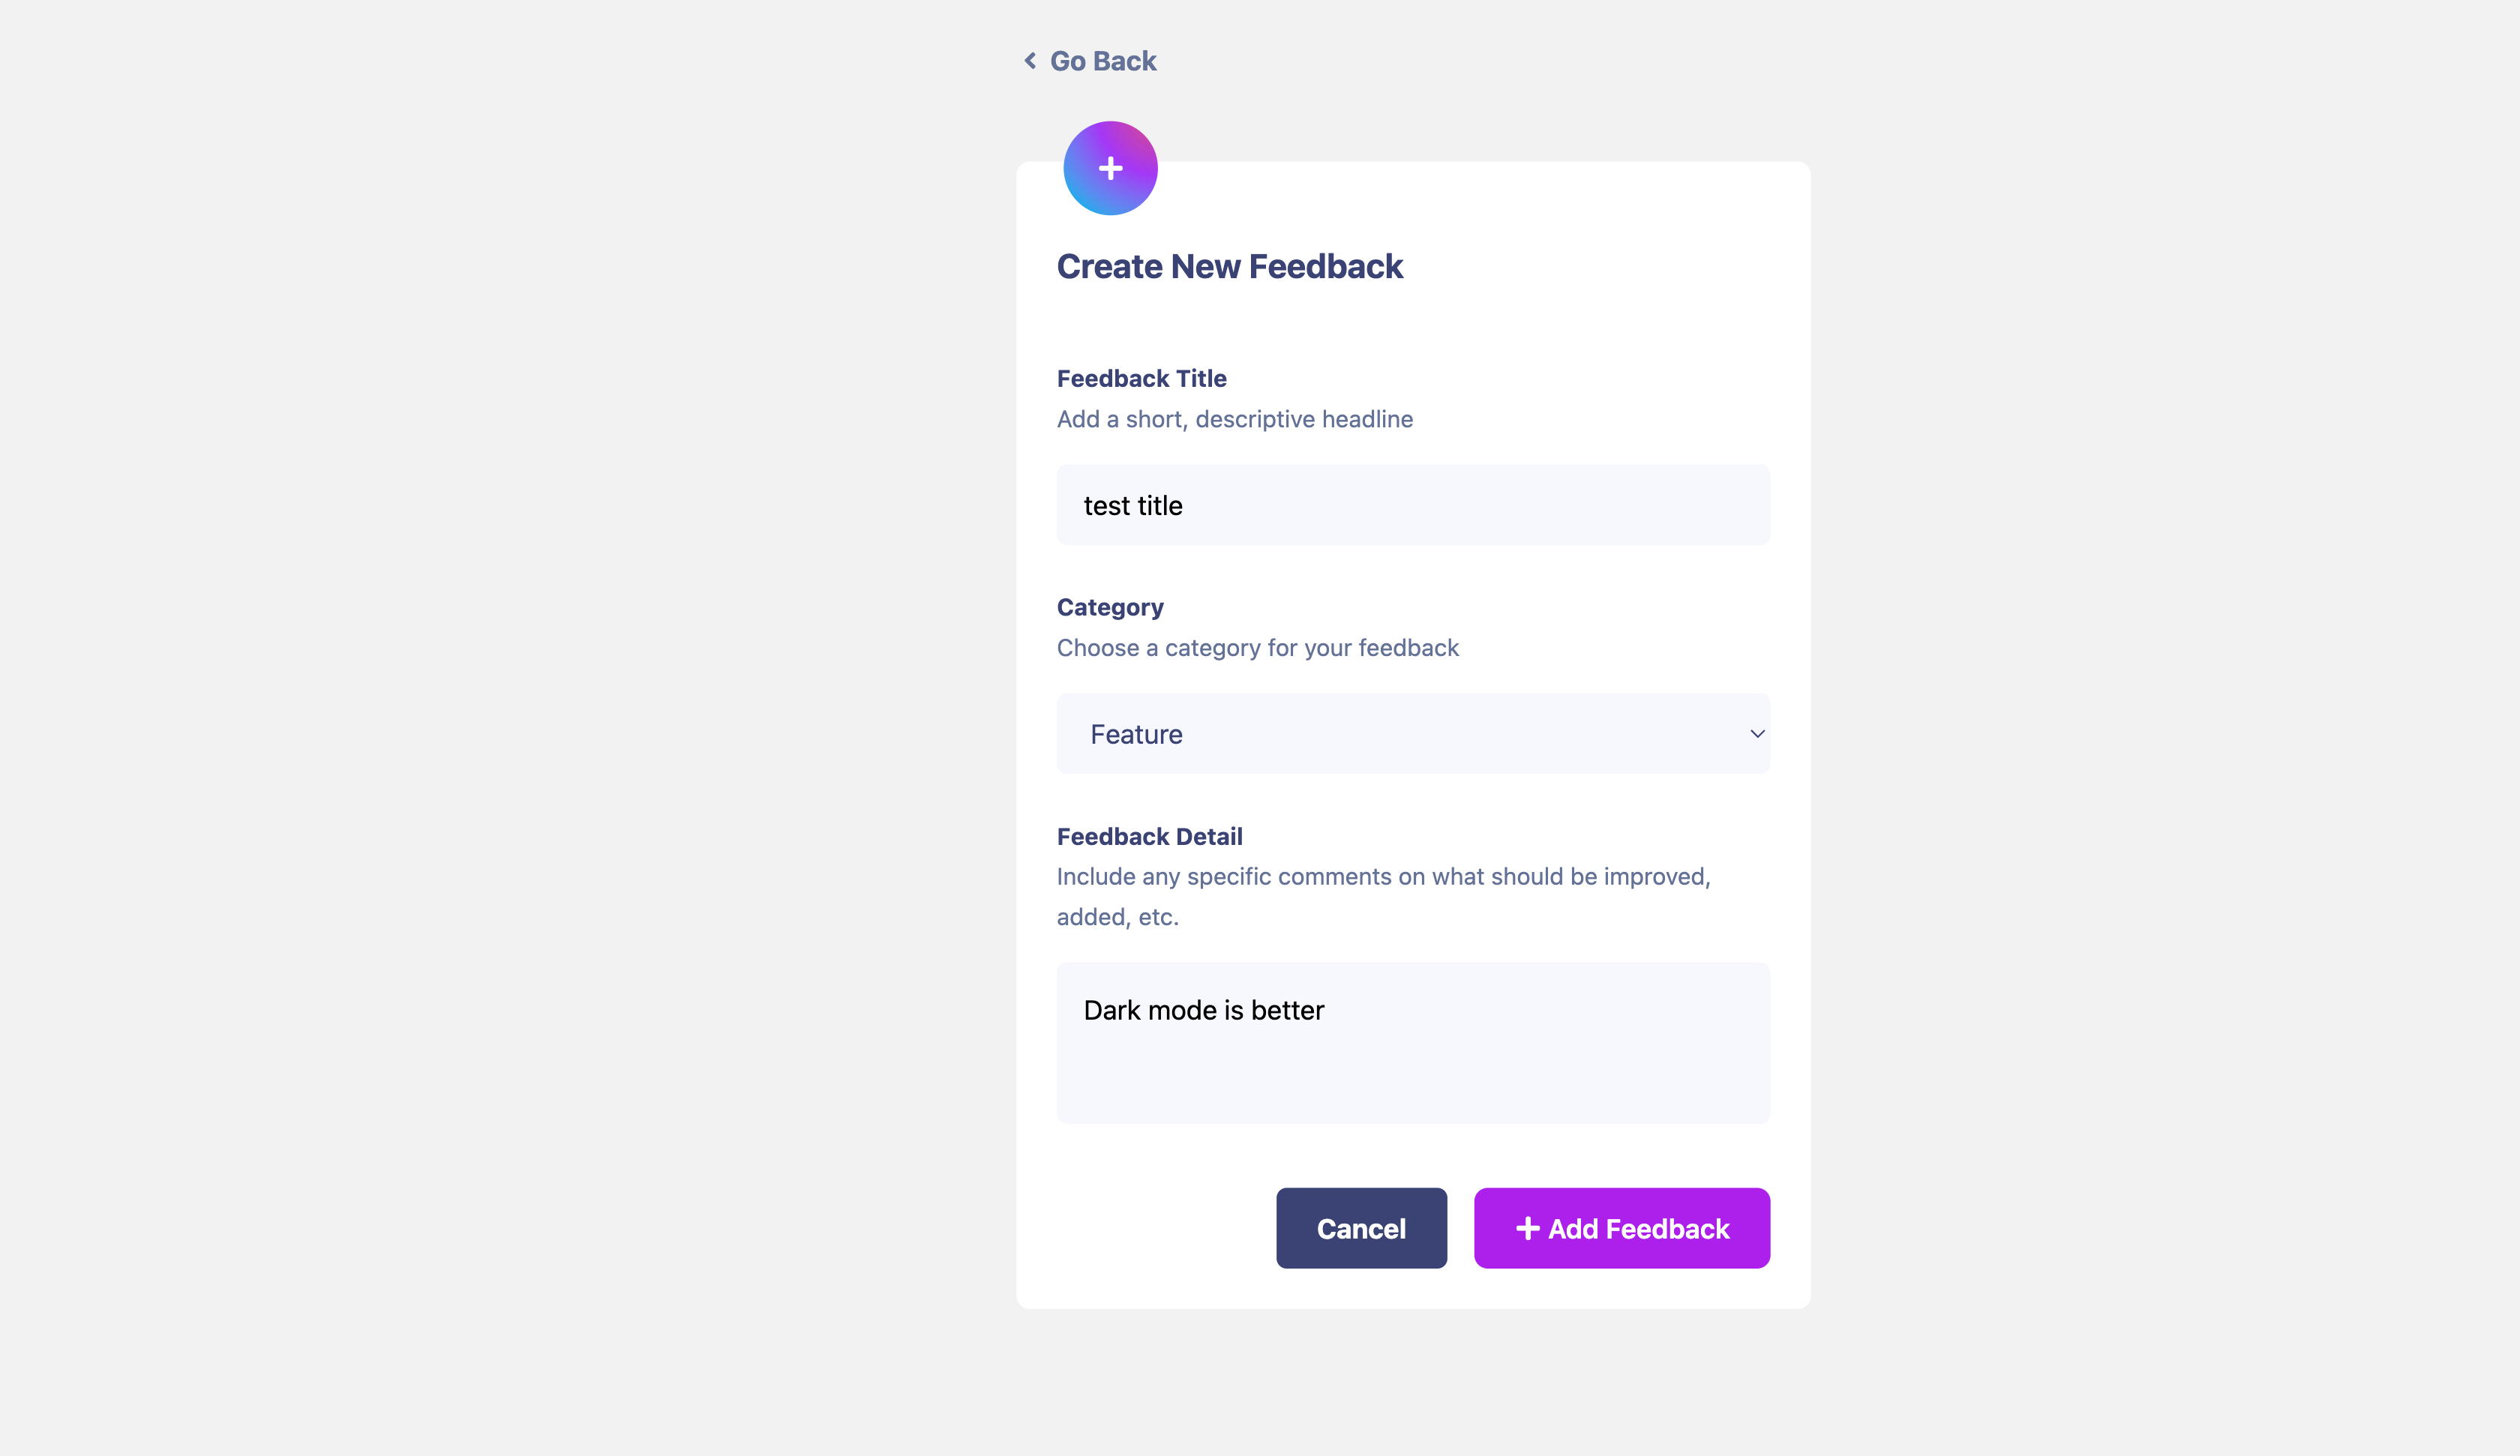 Go Back
Create New Feedback
Feedback Title
Add a short, descriptive headline
test title
Category
Choose a category for your feedback
Feature
Feedback Detail
Include any specific comments on what should be improved,
added, etc.
Dark mode is better
Cancel
+ Add Feedback